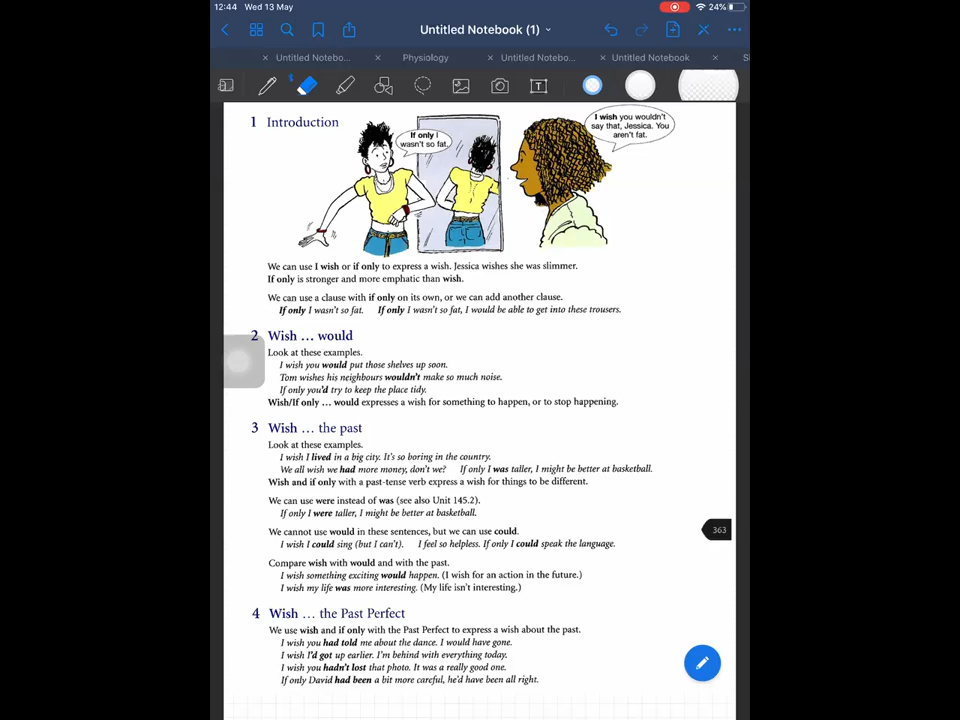 12:44 Wed 13 May
24%
Untitled Notebook (1)
Untitled Notebo...
Physiology
Untitled Notebo...
Untitled Notebook
T
1 Introduction
If only I
wasn't so fat.
I wish you wouldn't
say that, Jessica. You
aren't fat.
We can use I wish or if only to express a wish. Jessica wishes she was slimmer.
If only is stronger and more emphatic than wish.
We can use a clause with if only on its own, or we can add another clause.
If only I wasn't so fat. If only I wasn't so fat, I would be able to get into these trousers.
2 Wish ... would
Look at these examples.
I wish you would put those shelves up soon.
Tom wishes his neighbours wouldn't make so much noise.
If only you'd try to keep the place tidy.
Wish/If only ... would expresses a wish for something to happen, or to stop happening.
3 Wish ... the past
Look at these examples.
I wish I lived in a big city. It's so boring in the country.
We all wish we had more money, don't we? If only I was taller, I might be better at basketball.
Wish and if only with a past-tense verb express a wish for things to be different.
We can use were instead of was (see also Unit 145.2).
If only I were taller, I might be better at basketball.
363
We cannot use would in these sentences, but we can use could.
I wish I could sing (but I can't). I feel so helpless. If only I could speak the language.
Compare wish with would and with the past.
I wish something exciting would happen. (I wish for an action in the future.)
I wish my life was more interesting. (My life isn't interesting.)
4 Wish ... the Past Perfect
We use wish and if only with the Past Perfect to express a wish about the past.
I wish you had told me about the dance. I would have gone.
I wish I'd got up earlier. I'm behind with everything today.
I wish you hadn't lost that photo. It was a really good one.
If only David had been a bit more careful, he'd have been all right.